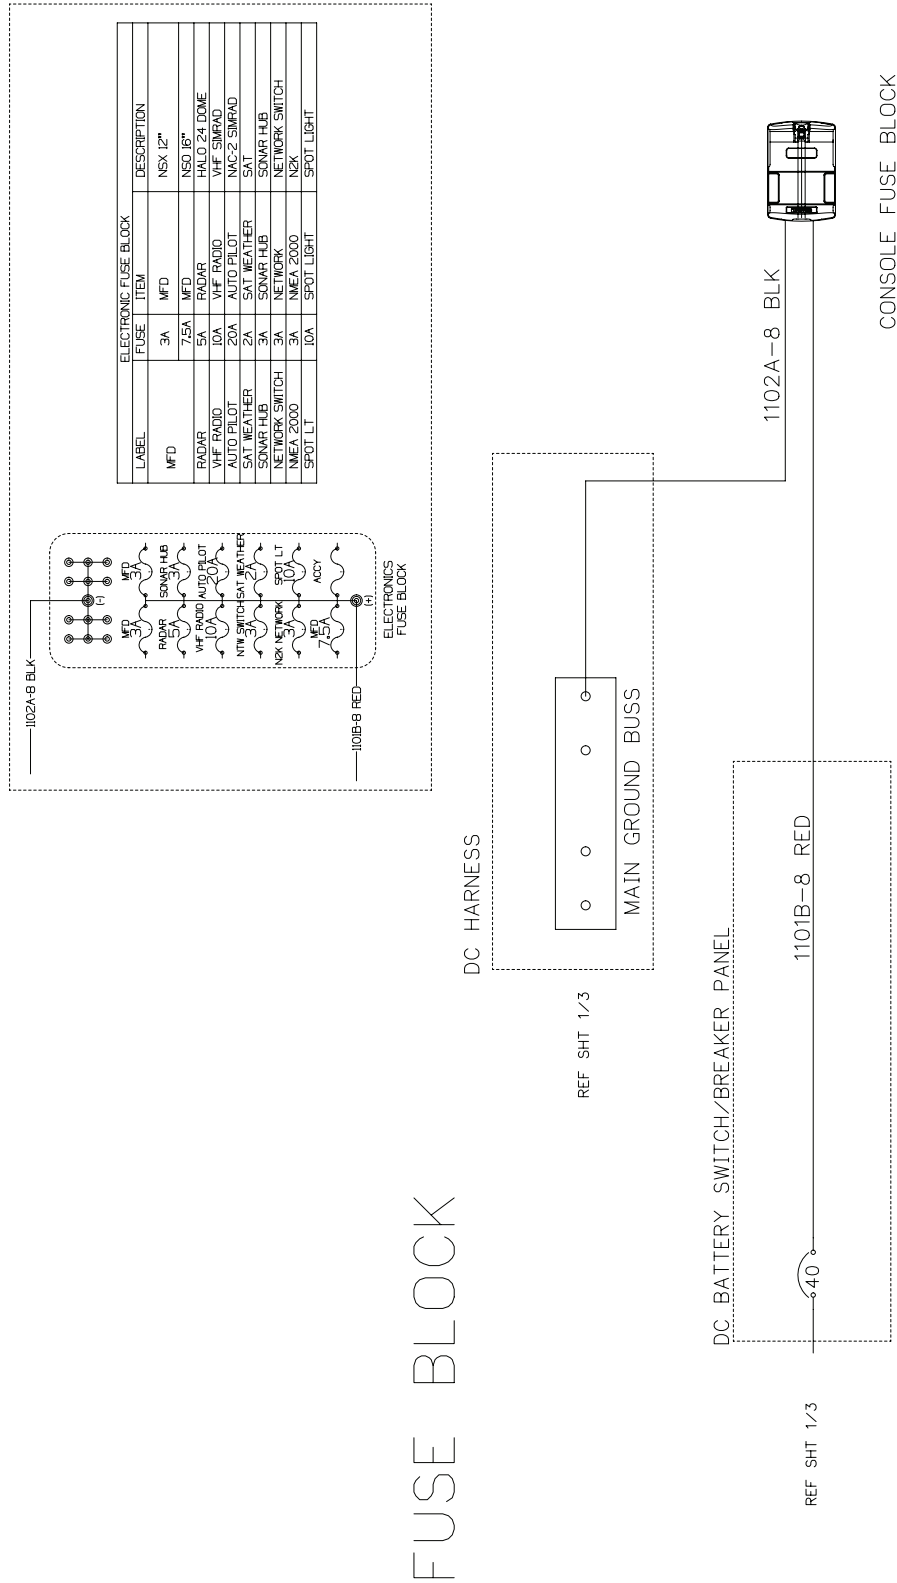 FUSE BLOCK
1102A-8 BLK
1101B-8 RED
(-)
(+)
MFD 3A
MFD 3A
RADAR 5A
SONAR HUB 3A
VHF RADIO 10A
AUTO PILOT 20A
NTW SWITCH 3A
SAT WEATHER 2A
N2K NETWORK 3A
SPOT LT 10A
MFD 7.5A
ACCY
ELECTRONICS
FUSE BLOCK
ELECTRONIC FUSE BLOCK
LABEL FUSE ITEM DESCRIPTION
MFD 3A MFD NSX 12"
7.5A MFD NSO 16"
RADAR 5A RADAR HALO 24 DOME
VHF RADIO 10A VHF RADIO VHF SIMRAD
AUTO PILOT 20A AUTO PILOT NAC-2 SIMRAD
SAT WEATHER 2A SAT WEATHER SAT
SONAR HUB 3A SONAR HUB SONAR HUB
NETWORK SWITCH 3A NETWORK NETWORK SWITCH
NMEA 2000 3A NMEA 2000 N2K
SPOT LT 10A SPOT LIGHT SPOT LIGHT
DC HARNESS
REF SHT 1/3
MAIN GROUND BUSS
1102A-8 BLK
DC BATTERY SWITCH/BREAKER PANEL
REF SHT 1/3
40
1101B-8 RED
CONSOLE FUSE BLOCK